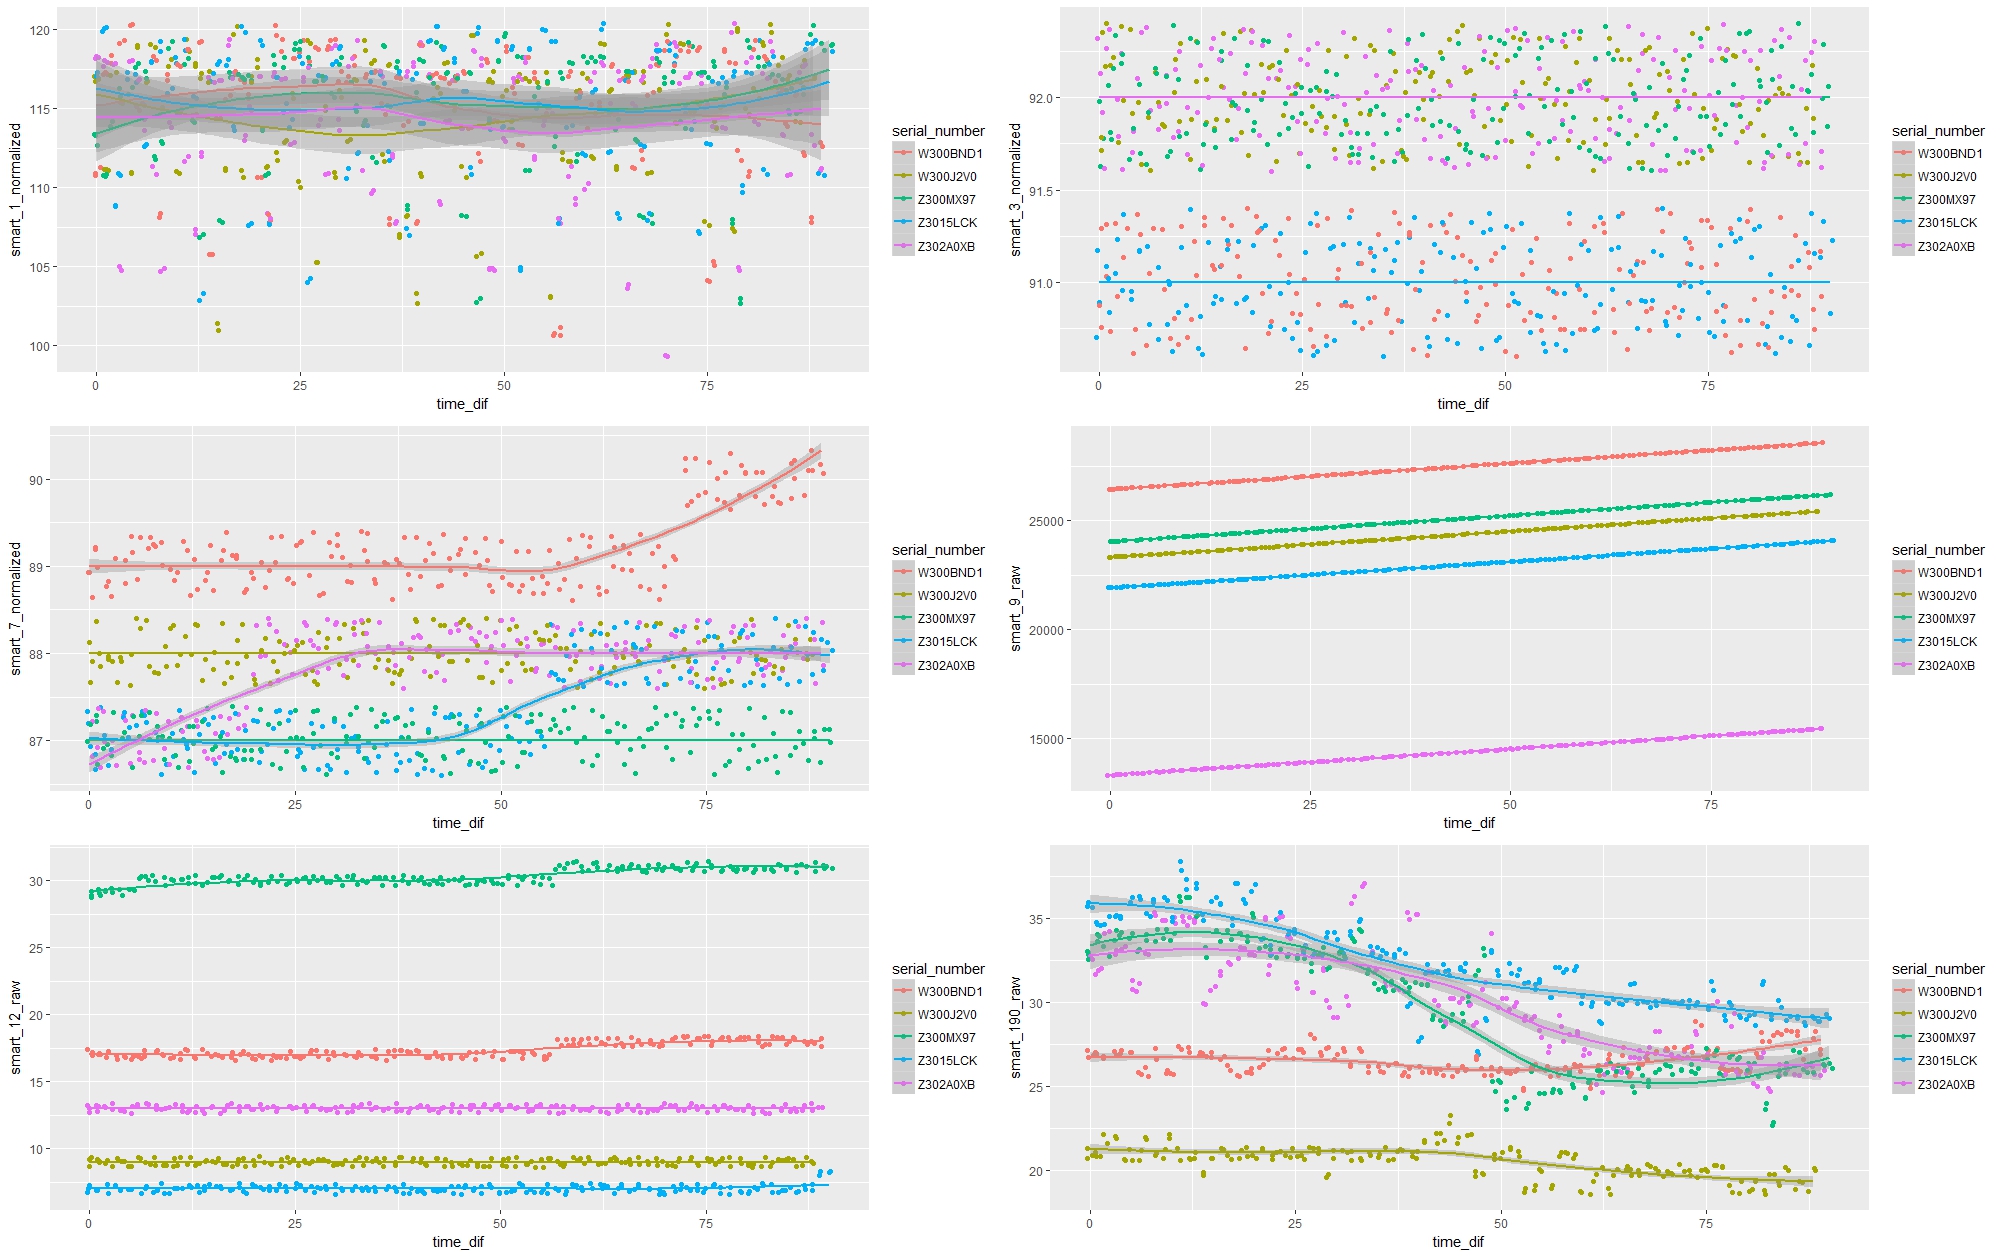 smart_1_normalized
120
115
110
105
100
0 25 50 75
time_dif
serial_number
W300BND1
W300J2V0
Z300MX97
Z3015LCK
Z302A0XB
smart_3_normalized
92.0
91.5
91.0
0 25 50 75
time_dif
serial_number
W300BND1
W300J2V0
Z300MX97
Z3015LCK
Z302A0XB
smart_7_normalized
90
89
88
87
0 25 50 75
time_dif
serial_number
W300BND1
W300J2V0
Z300MX97
Z3015LCK
Z302A0XB
smart_9_raw
25000
20000
15000
0 25 50 75
time_dif
serial_number
W300BND1
W300J2V0
Z300MX97
Z3015LCK
Z302A0XB
smart_12_raw
30
25
20
15
10
0 25 50 75
time_dif
serial_number
W300BND1
W300J2V0
Z300MX97
Z3015LCK
Z302A0XB
smart_190_raw
35
30
25
20
0 25 50 75
time_dif
serial_number
W300BND1
W300J2V0
Z300MX97
Z3015LCK
Z302A0XB